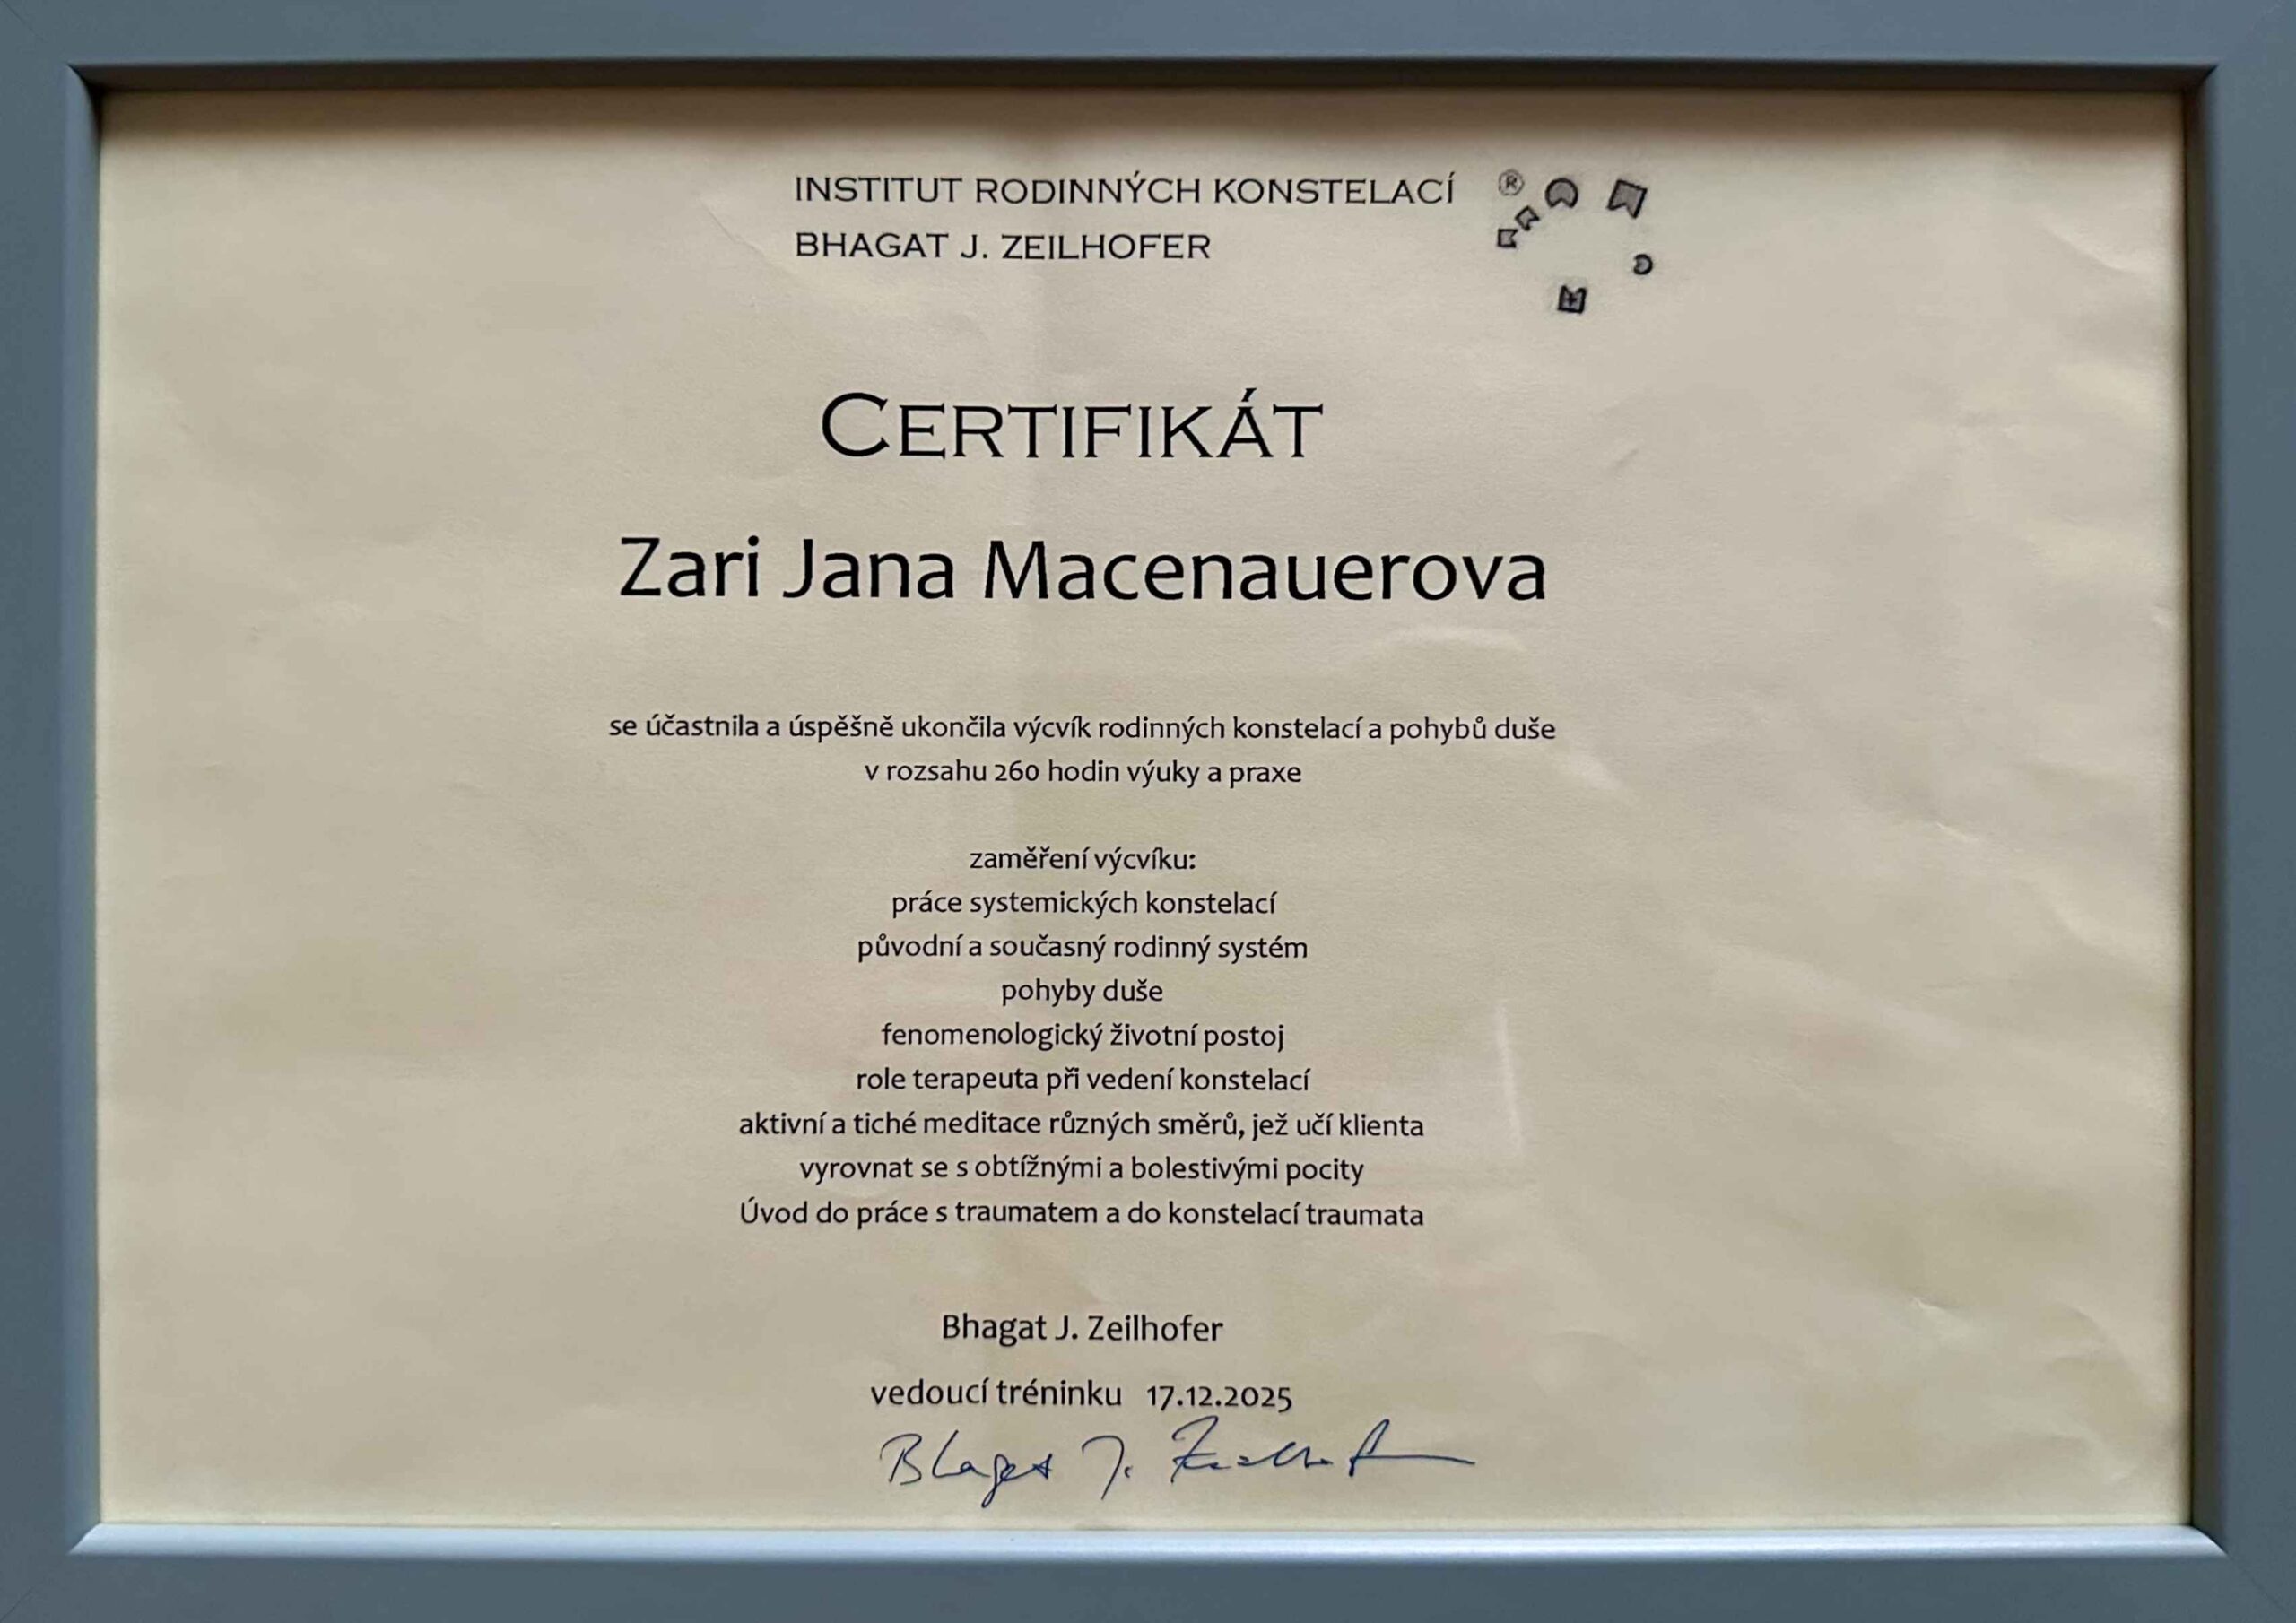 INSTITUT RODINNÝCH KONSTELACÍ ®
BHAGAT J. ZEILHOFER
CERTIFIKÁT
Zari Jana Macenauerova
se účastnila a úspěšně ukončila výcvík rodinných konstelací a pohybů duše
v rozsahu 260 hodin výuky a praxe
zaměření výcvíku:
práce systemických konstelací
původní a současný rodinný systém
pohyby duše
fenomenologický životní postoj
role terapeuta při vedení konstelací
aktivní a tiché meditace různých směrů, jež učí klienta
vyrovnat se s obtížnými a bolestivými pocity
Úvod do práce s traumatem a do konstelací traumata
Bhagat J. Zeilhofer
vedoucí tréninku 17.12.2025
Bhagat J. Zeilhofer